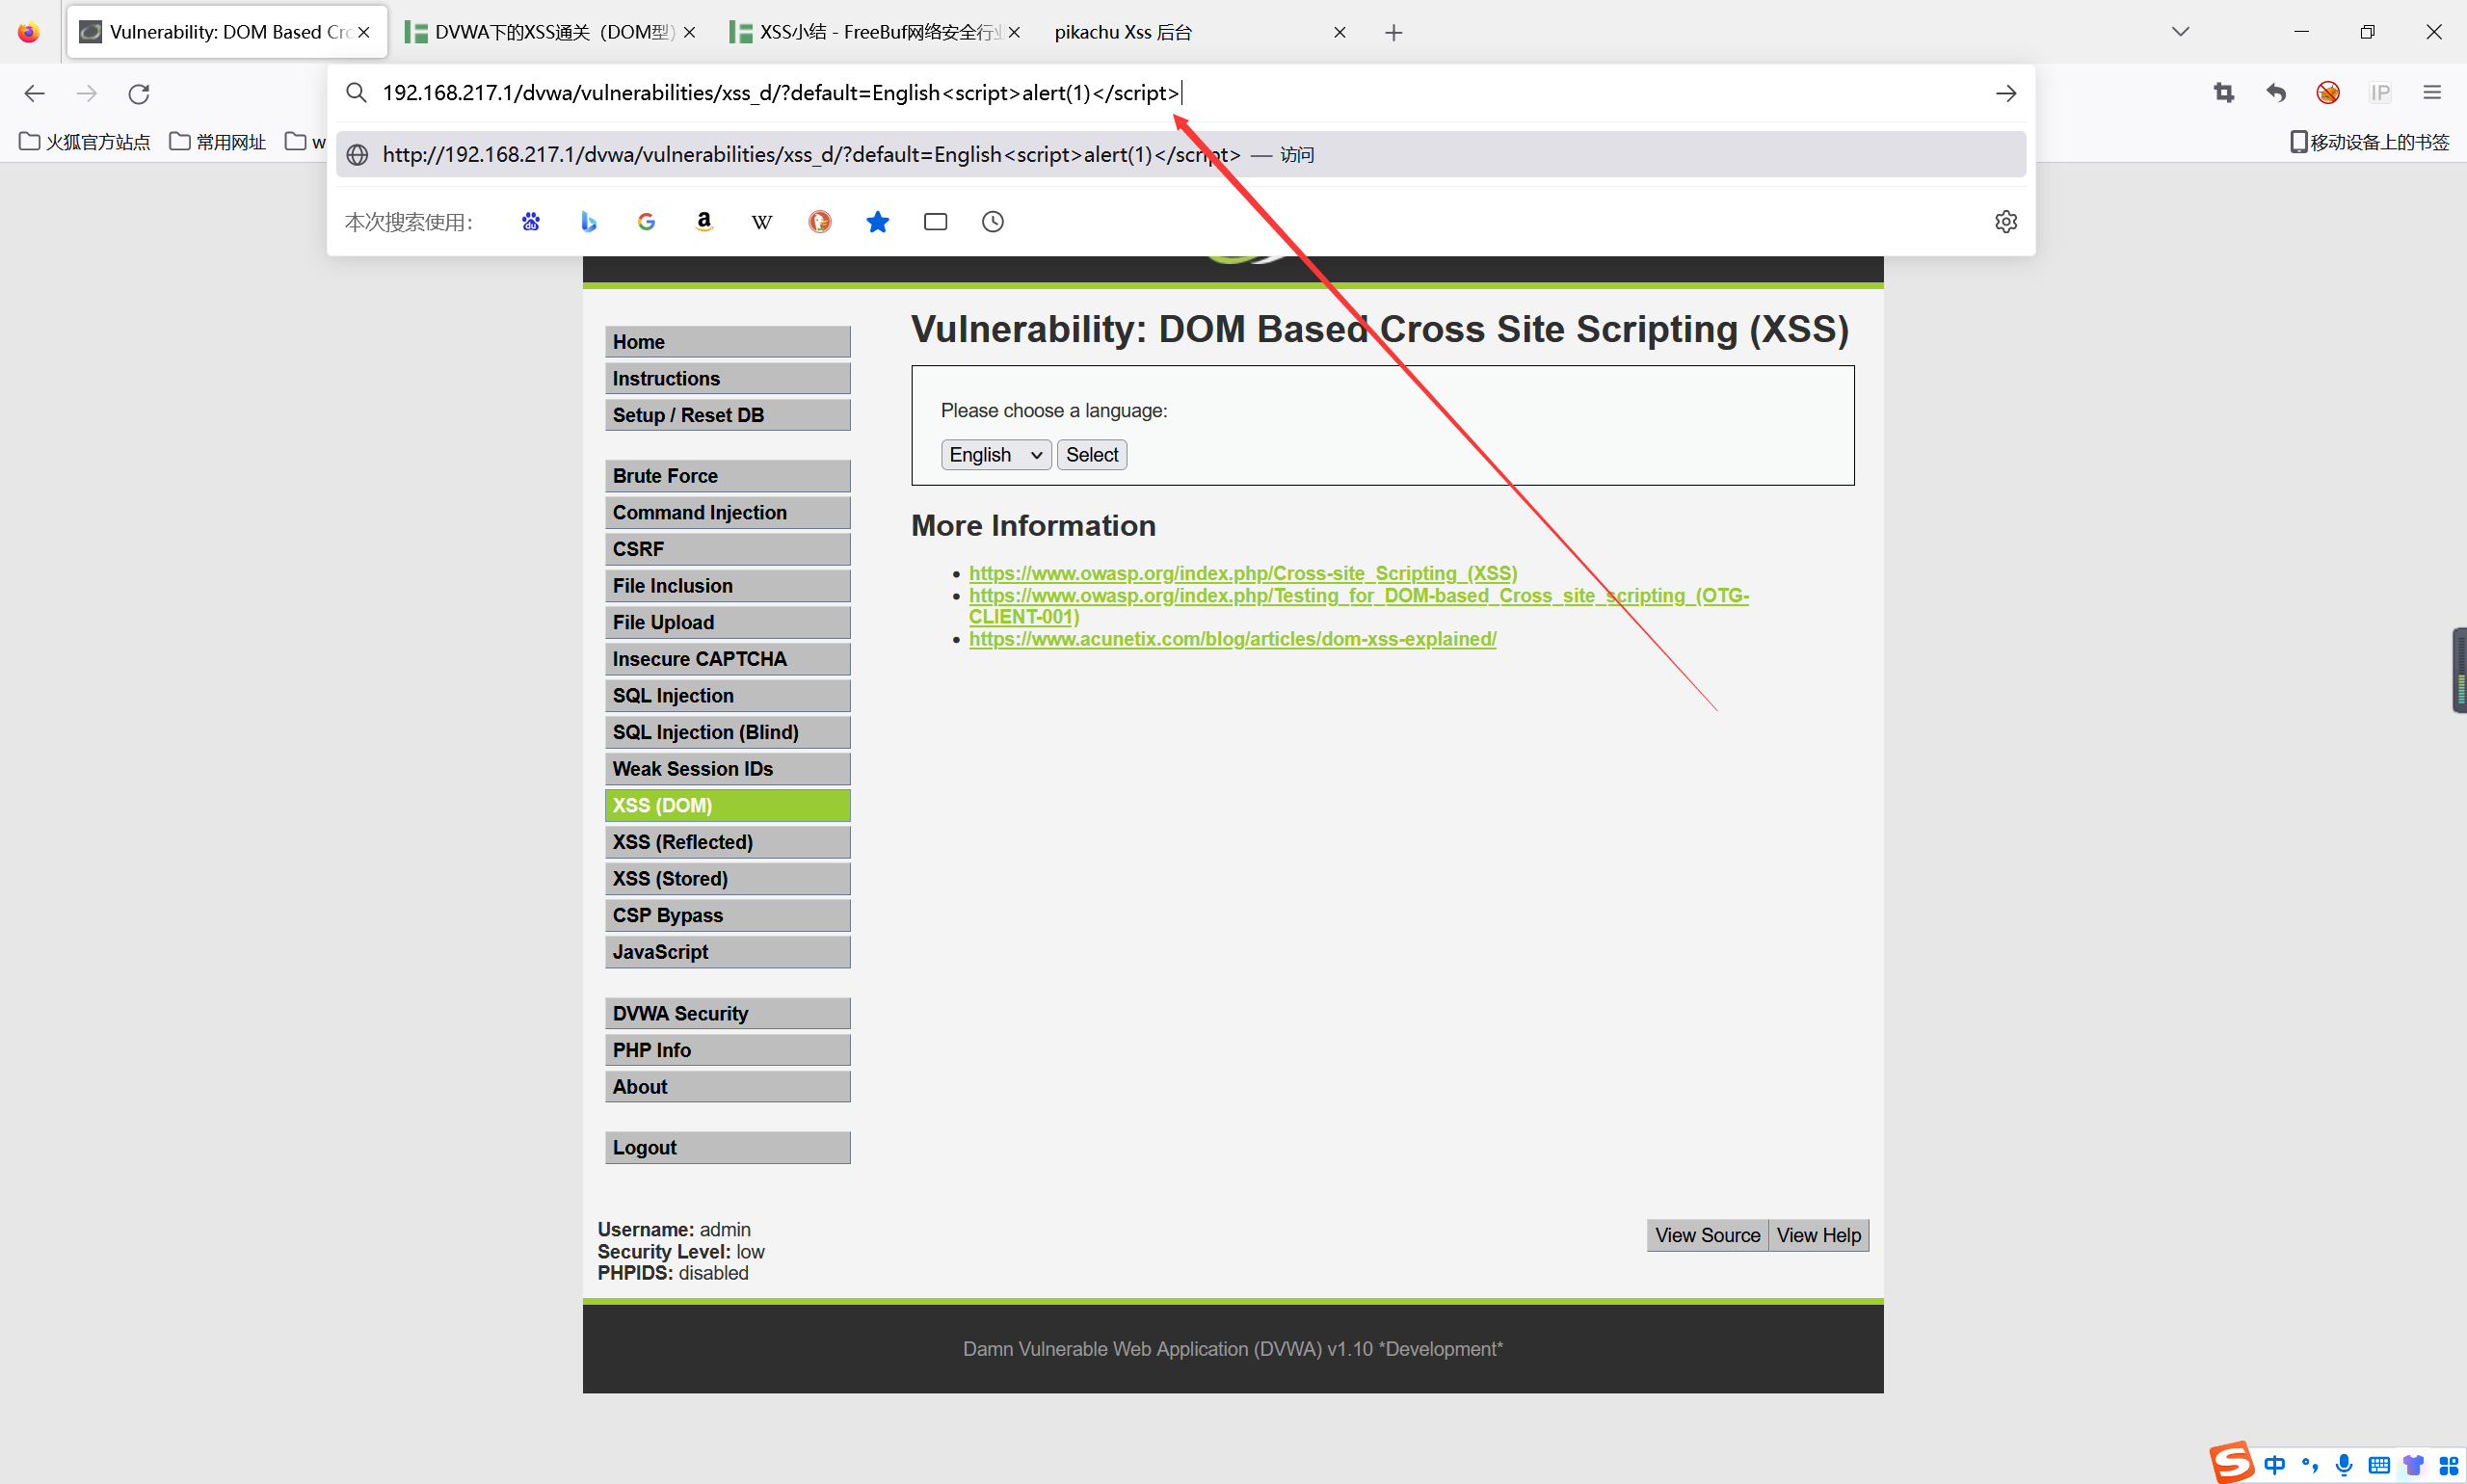 Vulnerability: DOM Based Cro
DVWA下的XSS通关（DOM型）
XSS小结 - FreeBuf网络安全行业
pikachu Xss 后台
192.168.217.1/dvwa/vulnerabilities/xss_d/?default=English<script>alert(1)</script>
IP
火狐官方站点
常用网址
w
移动设备上的书签
http://192.168.217.1/dvwa/vulnerabilities/xss_d/?default=English<script>alert(1)</script> — 访问
本次搜索使用：
Vulnerability: DOM Based Cross Site Scripting (XSS)
Please choose a language:
English
Select
More Information
https://www.owasp.org/index.php/Cross-site_Scripting_(XSS)
https://www.owasp.org/index.php/Testing_for_DOM-based_Cross_site_scripting_(OTG-
CLIENT-001)
https://www.acunetix.com/blog/articles/dom-xss-explained/
Home
Instructions
Setup / Reset DB
Brute Force
Command Injection
CSRF
File Inclusion
File Upload
Insecure CAPTCHA
SQL Injection
SQL Injection (Blind)
Weak Session IDs
XSS (DOM)
XSS (Reflected)
XSS (Stored)
CSP Bypass
JavaScript
DVWA Security
PHP Info
About
Logout
Username: admin
Security Level: low
PHPIDS: disabled
View Source
View Help
Damn Vulnerable Web Application (DVWA) v1.10 *Development*
中